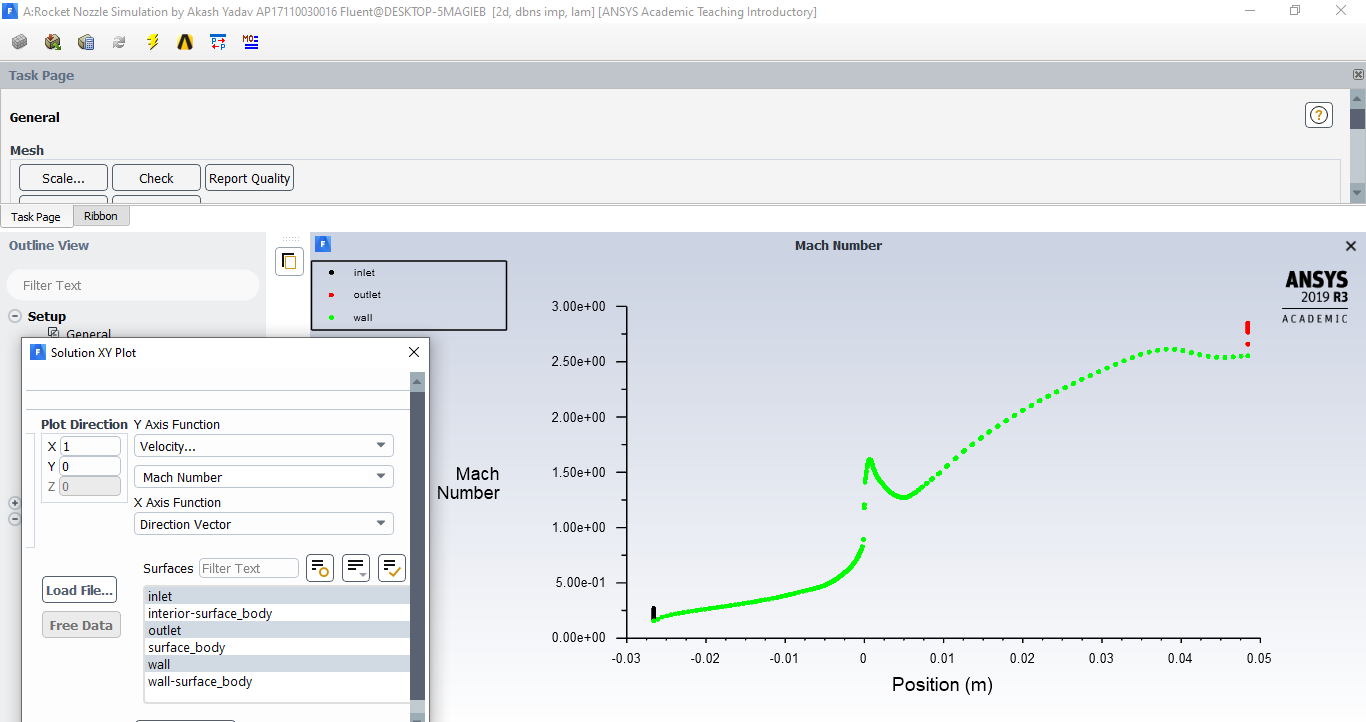 A:Rocket Nozzle Simulation by Akash Yadav AP17110030016 Fluent@DESKTOP-5MAGIEB [2d, dbns imp, lam] [ANSYS Academic Teaching Introductory]
Task Page
General
Mesh
Scale...
Check
Report Quality
Task Page
Ribbon
Outline View
Filter Text
Setup
General
Solution XY Plot
Plot Direction
X 1
Y 0
Z 0
Y Axis Function
Velocity...
Mach Number
X Axis Function
Direction Vector
Load File...
Free Data
Surfaces
Filter Text
inlet
interior-surface_body
outlet
surface_body
wall
wall-surface_body
Mach Number
inlet
outlet
wall
ANSYS
2019 R3
ACADEMIC
3.00e+00
2.50e+00
2.00e+00
1.50e+00
1.00e+00
5.00e-01
0.00e+00
Mach
Number
-0.03 -0.02 -0.01 0 0.01 0.02 0.03 0.04 0.05
Position (m)